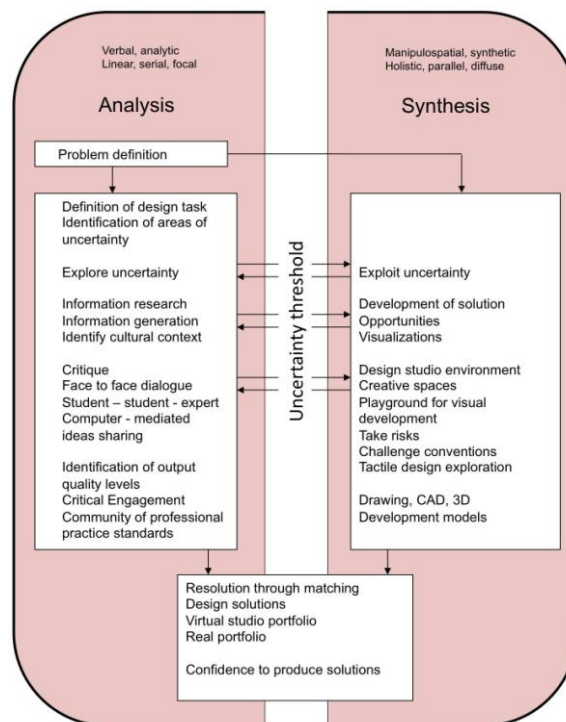 Verbal, analytic
Linear, serial, focal
Analysis
Manipulospatial, synthetic
Holistic, parallel, diffuse
Synthesis
Problem definition
Definition of design task
Identification of areas of
uncertainty
Explore uncertainty
Information research
Information generation
Identify cultural context
Critique
Face to face dialogue
Student – student - expert
Computer - mediated
ideas sharing
Identification of output
quality levels
Critical Engagement
Community of professional
practice standards
Uncertainty threshold
Exploit uncertainty
Development of solution
Opportunities
Visualizations
Design studio environment
Creative spaces
Playground for visual
development
Take risks
Challenge conventions
Tactile design exploration
Drawing, CAD, 3D
Development models
Resolution through matching
Design solutions
Virtual studio portfolio
Real portfolio
Confidence to produce solutions